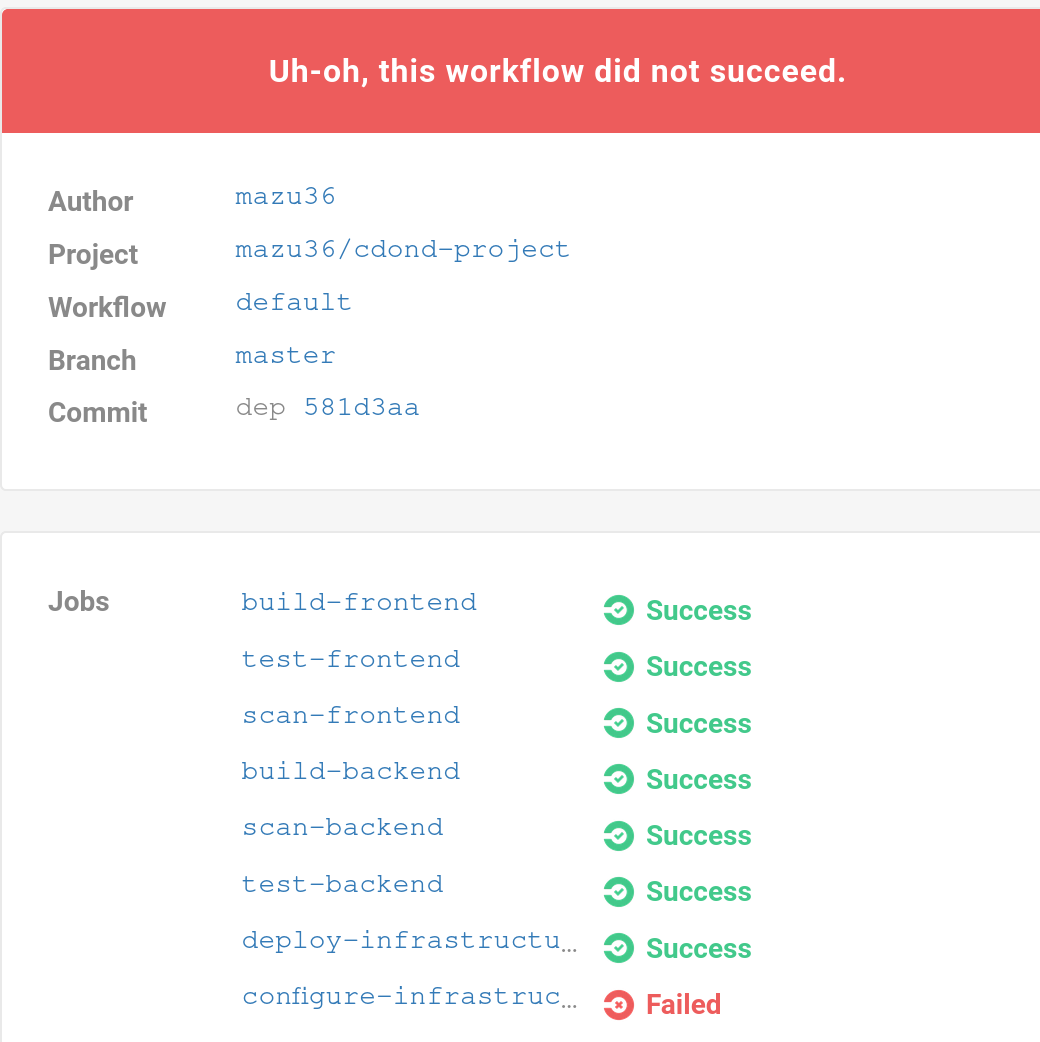 Uh-oh, this workflow did not succeed.
Author mazu36
Project mazu36/cdond-project
Workflow default
Branch master
Commit dep 581d3aa
Jobs build-frontend Success
test-frontend Success
scan-frontend Success
build-backend Success
scan-backend Success
test-backend Success
deploy-infrastructu... Success
configure-infrastruc... Failed